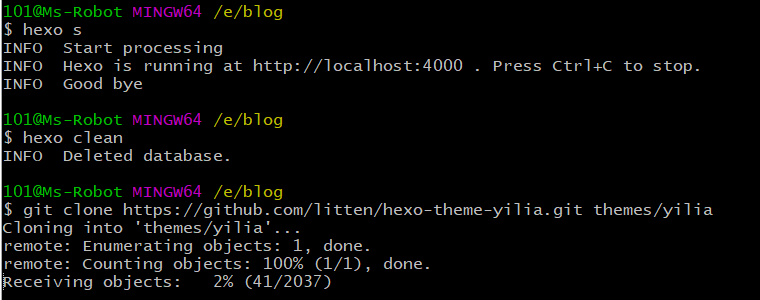 101@Ms-Robot MINGW64 /e/blog
$ hexo s
INFO  Start processing
INFO  Hexo is running at http://localhost:4000 . Press Ctrl+C to stop.
INFO  Good bye
101@Ms-Robot MINGW64 /e/blog
$ hexo clean
INFO  Deleted database.
101@Ms-Robot MINGW64 /e/blog
$ git clone https://github.com/litten/hexo-theme-yilia.git themes/yilia
Cloning into 'themes/yilia'...
remote: Enumerating objects: 1, done.
remote: Counting objects: 100% (1/1), done.
Receiving objects:   2% (41/2037)